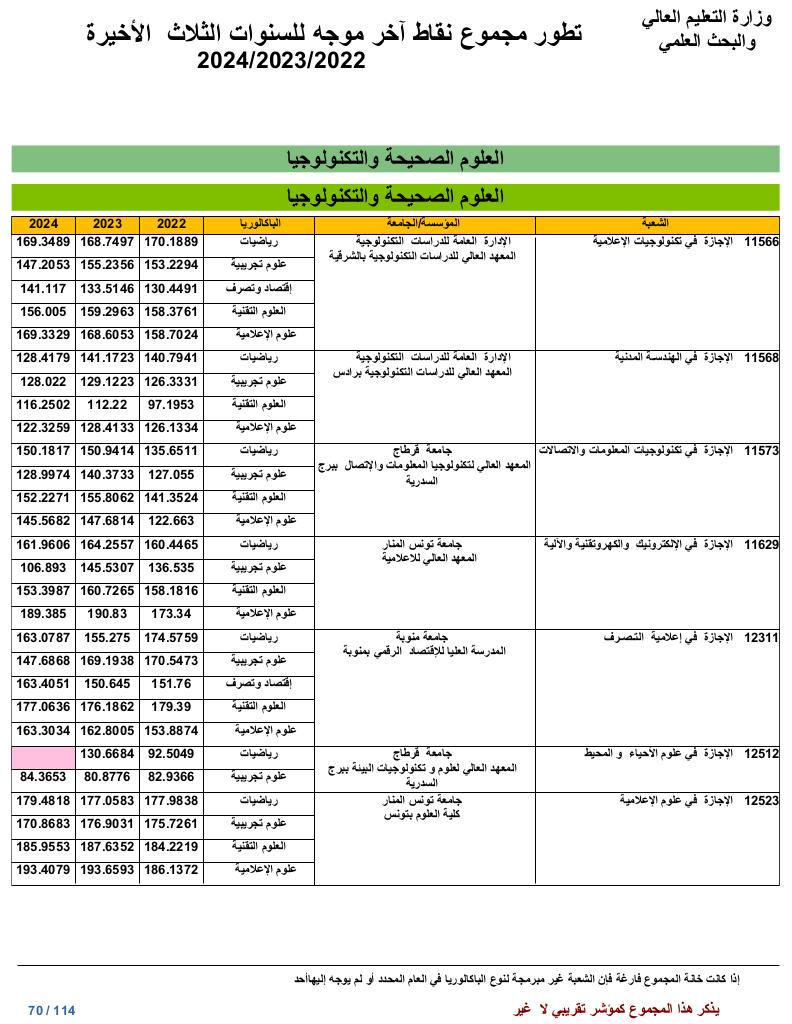 وزارة التعليم العالي
والبحث العلمي
تطور مجموع نقاط آخر موجه للسنوات الثلاث الأخيرة
2024/2023/2022
العلوم الصحيحة والتكنولوجيا
العلوم الصحيحة والتكنولوجيا
الشعبة المؤسسة/الجامعة الباكالوريا 2022 2023 2024
11566 الإجازة في تكنولوجيات الإعلامية الإدارة العامة للدراسات التكنولوجية رياضيات 170.1889 168.7497 169.3489
المعهد العالي للدراسات التكنولوجية بالشرقية علوم تجريبية 153.2294 155.2356 147.2053
إقتصاد وتصرف 130.4491 133.5146 141.117
العلوم التقنية 158.3761 159.2963 156.005
علوم الإعلامية 158.7024 168.6053 169.3329
11568 الإجازة في الهندسة المدنية الإدارة العامة للدراسات التكنولوجية رياضيات 140.7941 141.1723 128.4179
المعهد العالي للدراسات التكنولوجية برادس علوم تجريبية 126.3331 129.1223 128.022
العلوم التقنية 97.1953 112.22 116.2502
علوم الإعلامية 126.1334 128.4133 122.3259
11573 الإجازة في تكنولوجيات المعلومات والاتصالات جامعة قرطاج رياضيات 135.6511 150.9414 150.1817
المعهد العالي لتكنولوجيا المعلومات والإتصال ببرج علوم تجريبية 127.055 140.3733 128.9974
السدرية
العلوم التقنية 141.3524 155.8062 152.2271
علوم الإعلامية 122.663 147.6814 145.5682
11629 الإجازة في الإلكترونيك والكهروتقنية والآلية جامعة تونس المنار رياضيات 160.4465 164.2557 161.9606
المعهد العالي للاعلامية علوم تجريبية 136.535 145.5307 106.893
العلوم التقنية 158.1816 160.7265 153.3987
علوم الإعلامية 173.34 190.83 189.385
12311 الإجازة في إعلامية التصرف جامعة منوبة رياضيات 174.5759 155.275 163.0787
المدرسة العليا للإقتصاد الرقمي بمنوبة علوم تجريبية 170.5473 169.1938 147.6868
إقتصاد وتصرف 151.76 150.645 163.4051
العلوم التقنية 179.39 176.1862 177.0636
علوم الإعلامية 153.8874 162.8005 163.3034
12512 الإجازة في علوم الأحياء و المحيط جامعة قرطاج رياضيات 92.5049 130.6684
المعهد العالي لعلوم و تكنولوجيات البيئة ببرج علوم تجريبية 82.9366 80.8776 84.3653
السدرية
12523 الإجازة في علوم الإعلامية جامعة تونس المنار رياضيات 177.9838 177.0583 179.4818
كلية العلوم بتونس علوم تجريبية 175.7261 176.9031 170.8683
العلوم التقنية 184.2219 187.6352 185.9553
علوم الإعلامية 186.1372 193.6593 193.4079
إذا كانت خانة المجموع فارغة فإن الشعبة غير مبرمجة لنوع الباكالوريا في العام المحدد أو لم يوجه إليهاأحد
يذكر هذا المجموع كمؤشر تقريبي لا غير
70 / 114